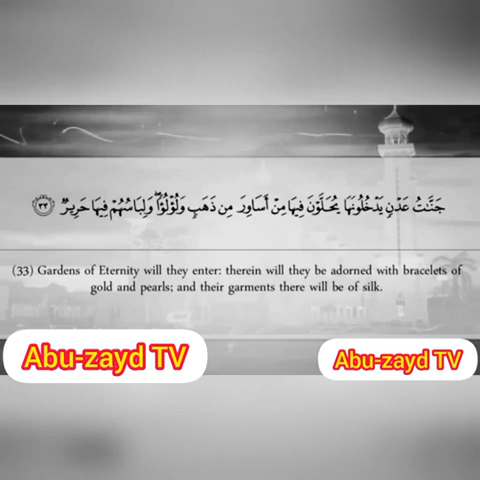 جَنَّٰتُ عَدْنٍ يَدْخُلُونَهَا يُحَلَّوْنَ فِيهَا مِنْ أَسَاوِرَ مِن ذَهَبٍ وَلُؤْلُؤًا ۖ وَلِبَاسُهُمْ فِيهَا حَرِيرٌ ٣٣
(33) Gardens of Eternity will they enter: therein will they be adorned with bracelets of
gold and pearls; and their garments there will be of silk.
Abu-zayd TV
Abu-zayd TV